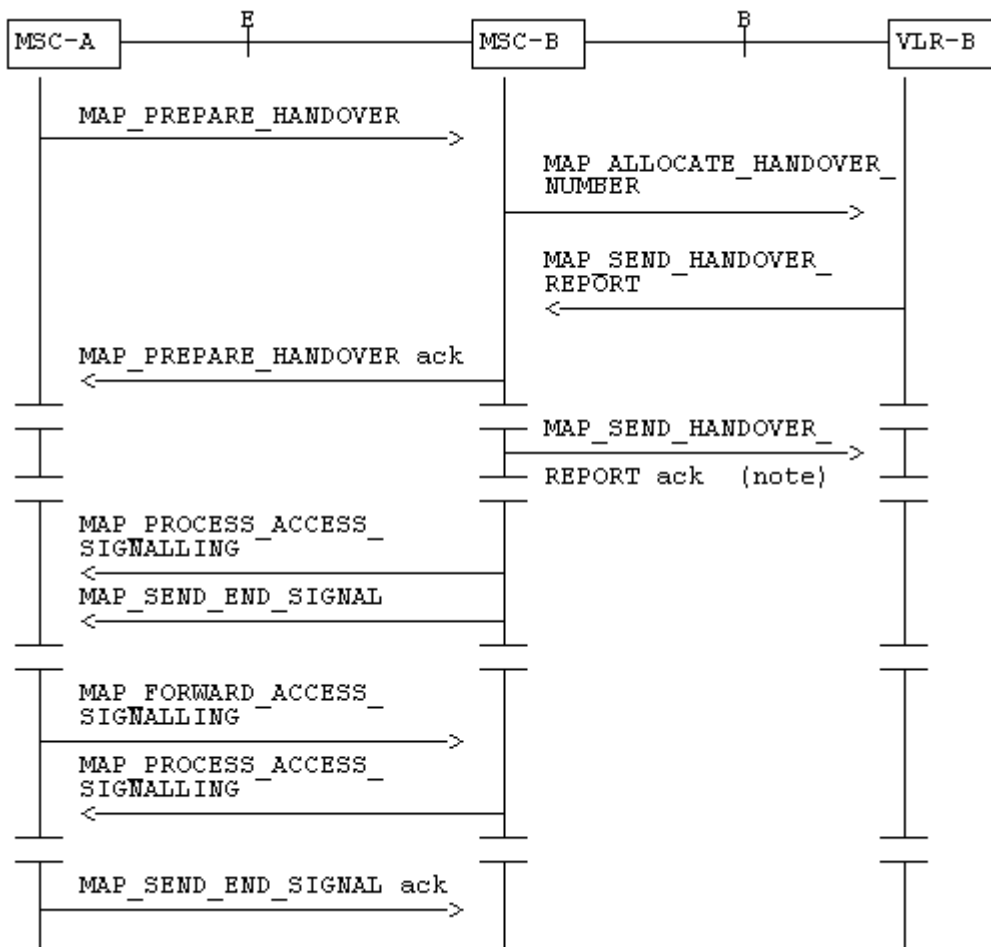 E
B
MSC-A
MSC-B
VLR-B
MAP_PREPARE_HANDOVER
MAP_ALLOCATE_HANDOVER_
NUMBER
MAP_SEND_HANDOVER_
REPORT
MAP_PREPARE_HANDOVER ack
MAP_SEND_HANDOVER_
REPORT ack (note)
MAP_PROCESS_ACCESS_
SIGNALLING
MAP_SEND_END_SIGNAL
MAP_FORWARD_ACCESS_
SIGNALLING
MAP_PROCESS_ACCESS_
SIGNALLING
MAP_SEND_END_SIGNAL ack